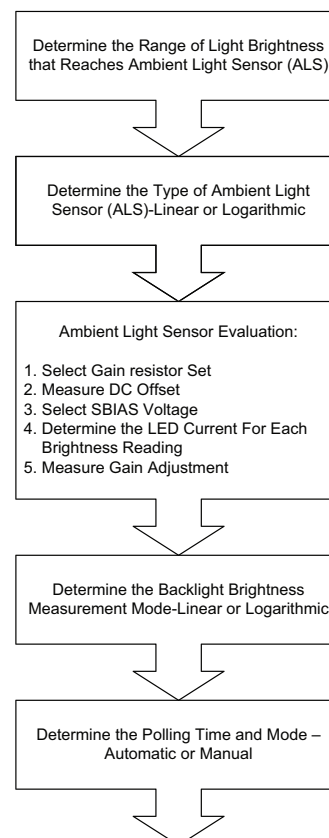 Determine the Range of Light Brightness
that Reaches Ambient Light Sensor (ALS)
Determine the Type of Ambient Light
Sensor (ALS)-Linear or Logarithmic
Ambient Light Sensor Evaluation:
1. Select Gain resistor Set
2. Measure DC Offset
3. Select SBIAS Voltage
4. Determine the LED Current For Each
Brightness Reading
5. Measure Gain Adjustment
Determine the Backlight Brightness
Measurement Mode-Linear or Logarithmic
Determine the Polling Time and Mode –
Automatic or Manual